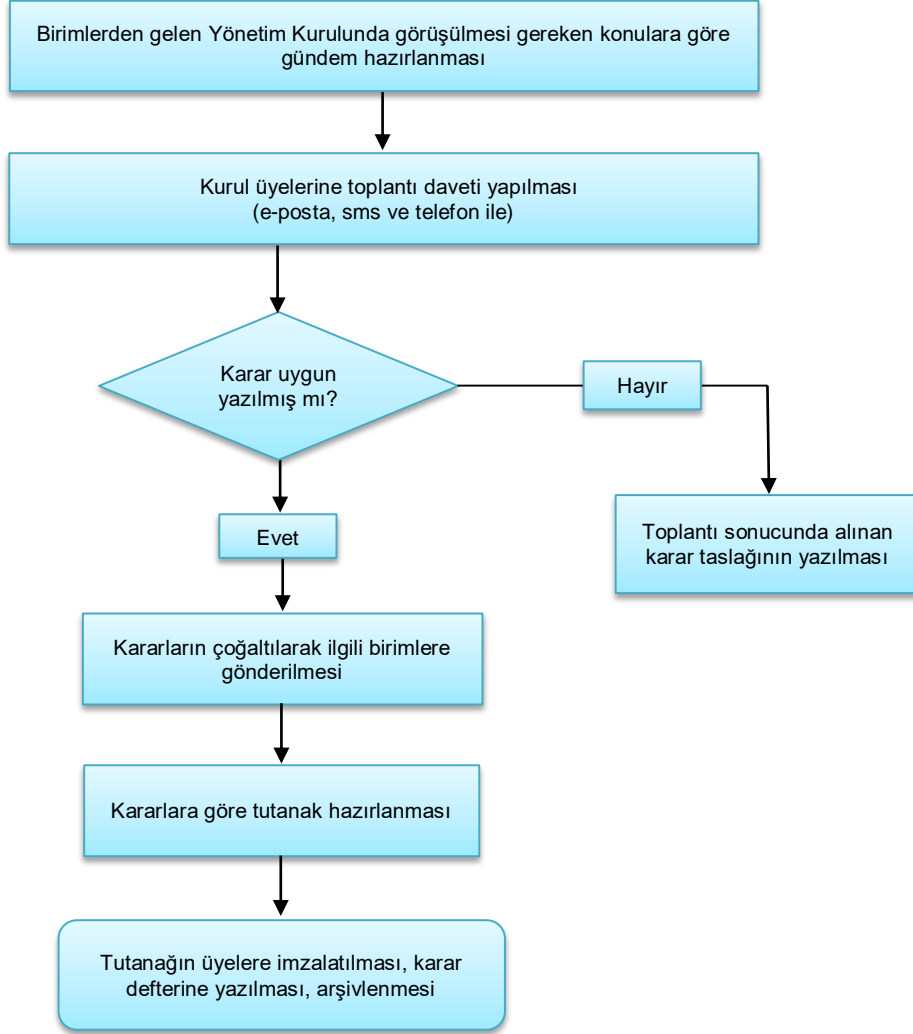 Birimlerden gelen Yönetim Kurulunda görüşülmesi gereken konulara göre
gündem hazırlanması
Kurul üyelerine toplantı daveti yapılması
(e-posta, sms ve telefon ile)
Karar uygun
yazılmış mı?
Hayır
Toplantı sonucunda alınan
karar taslağının yazılması
Evet
Kararların çoğaltılarak ilgili birimlere
gönderilmesi
Kararlara göre tutanak hazırlanması
Tutanağın üyelere imzalatılması, karar
defterine yazılması, arşivlenmesi